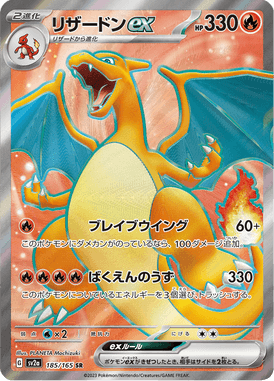 2進化
リザードンex HP330
リザードから進化
ブレイブウイング 60+
このポケモンにダメカンがのっているなら、100ダメージ追加。
ばくえんのうず 330
このポケモンについているエネルギーを3個選び、トラッシュする。
弱点 ×2 抵抗力 にげる
Illus. PLANETA Mochizuki
exルール
ポケモンexがきぜつしたとき、相手はサイドを2枚とる。
G sv2a 185/165 SR
©2023 Pokémon/Nintendo/Creatures/GAME FREAK.